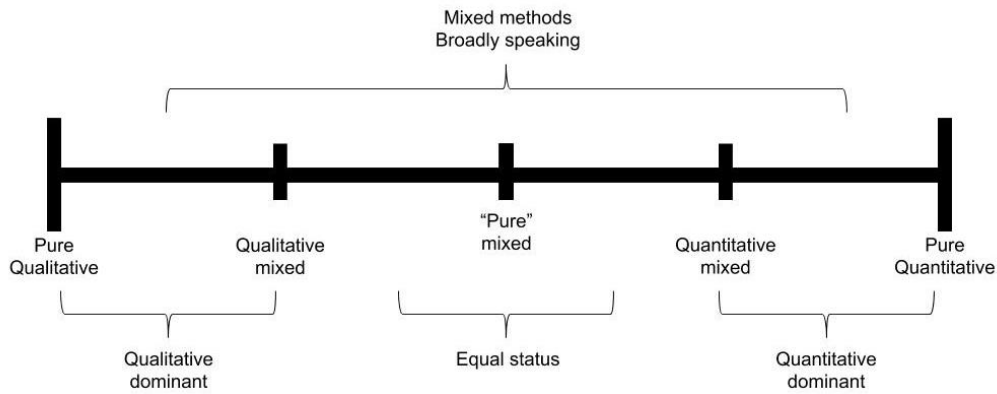 Mixed methods
Broadly speaking
Pure
Qualitative
Qualitative
mixed
“Pure”
mixed
Quantitative
mixed
Pure
Quantitative
Qualitative
dominant
Equal status
Quantitative
dominant